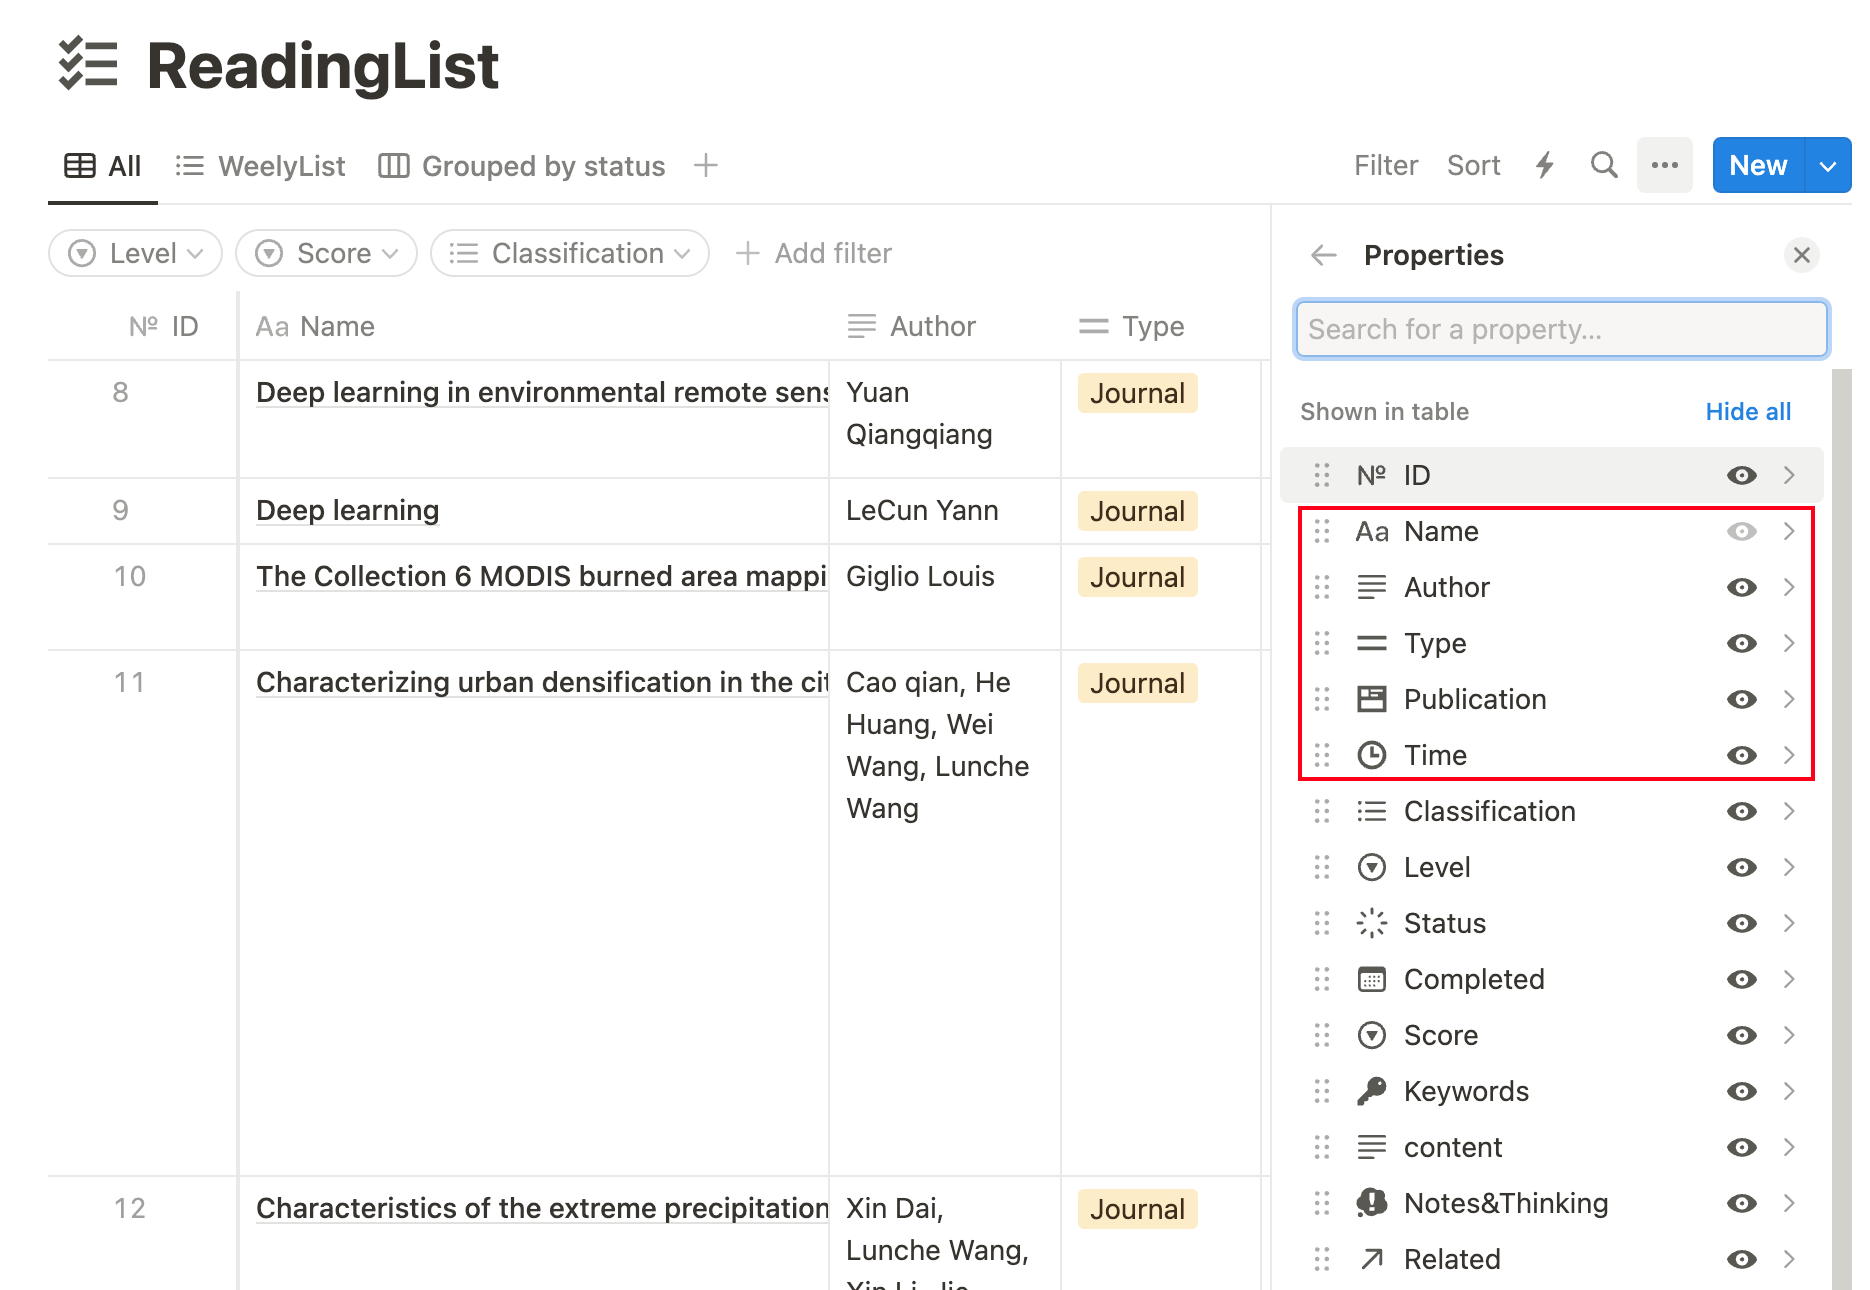 ReadingList
All WeelyList Grouped by status
Filter Sort New
Level Score Classification Add filter
№ ID Aa Name Author Type
8 Deep learning in environmental remote sens Yuan Qiangqiang Journal
9 Deep learning LeCun Yann Journal
10 The Collection 6 MODIS burned area mappi Giglio Louis Journal
11 Characterizing urban densification in the cit Cao qian, He Journal
Huang, Wei
Wang, Lunche
Wang
12 Characteristics of the extreme precipitation Xin Dai, Journal
Lunche Wang,
Properties
Search for a property...
Shown in table Hide all
№ ID
Aa Name
Author
Type
Publication
Time
Classification
Level
Status
Completed
Score
Keywords
content
Notes&Thinking
Related